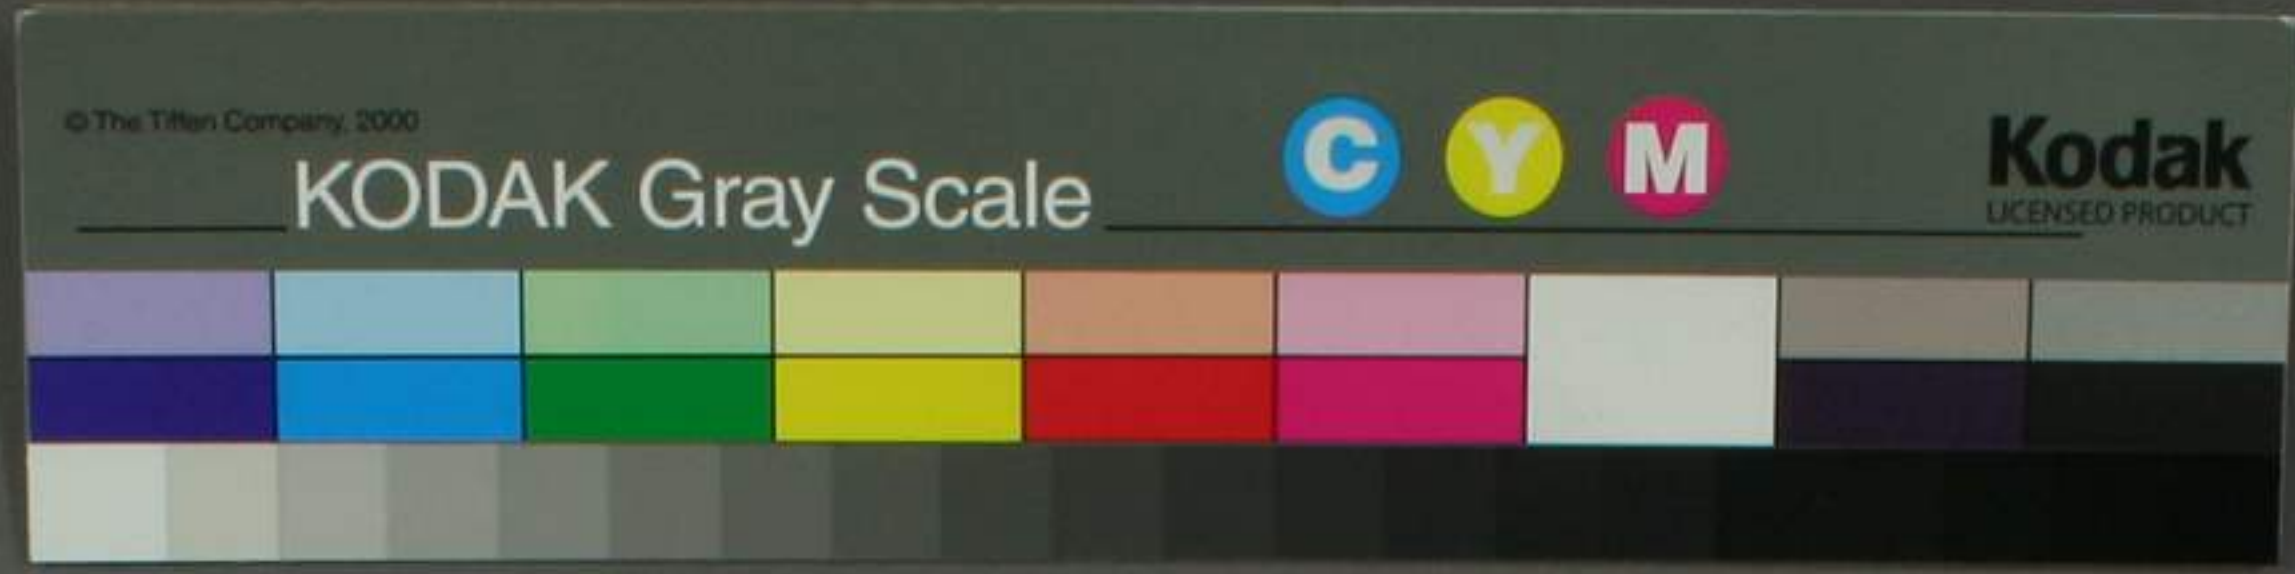 © The Tiffen Company, 2000
KODAK Gray Scale
C Y M
Kodak
LICENSED PRODUCT